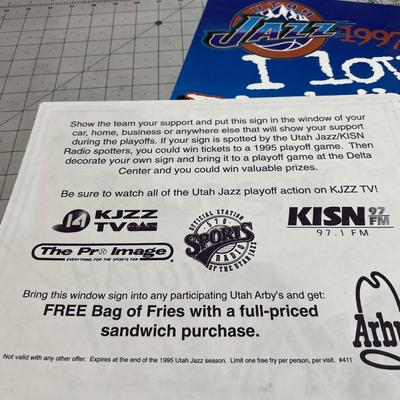 UTAH
JAZZ 1997
I lov
Show the team your support and put this sign in the window of your
car, home, business or anywhere else that will show your support
during the playoffs. If your sign is spotted by the Utah Jazz/KISN
Radio spotters, you could win tickets to a 1995 playoff game. Then
decorate your own sign and bring it to a playoff game at the Delta
Center and you could win valuable prizes.
Be sure to watch all of the Utah Jazz playoff action on KJZZ TV!
14 KJZZ
TV
The Pro Image
EVERYTHING FOR THE SPORTS FAN
OFFICIAL STATION
570
SPORTS
RADIO
OF THE UTAH JAZZ
KISN 97
FM
97.1 FM
Bring this window sign into any participating Utah Arby's and get:
FREE Bag of Fries with a full-priced
sandwich purchase.
Arby
Not valid with any other offer. Expires at the end of the 1995 Utah Jazz season. Limit one free fry per person, per visit. #411